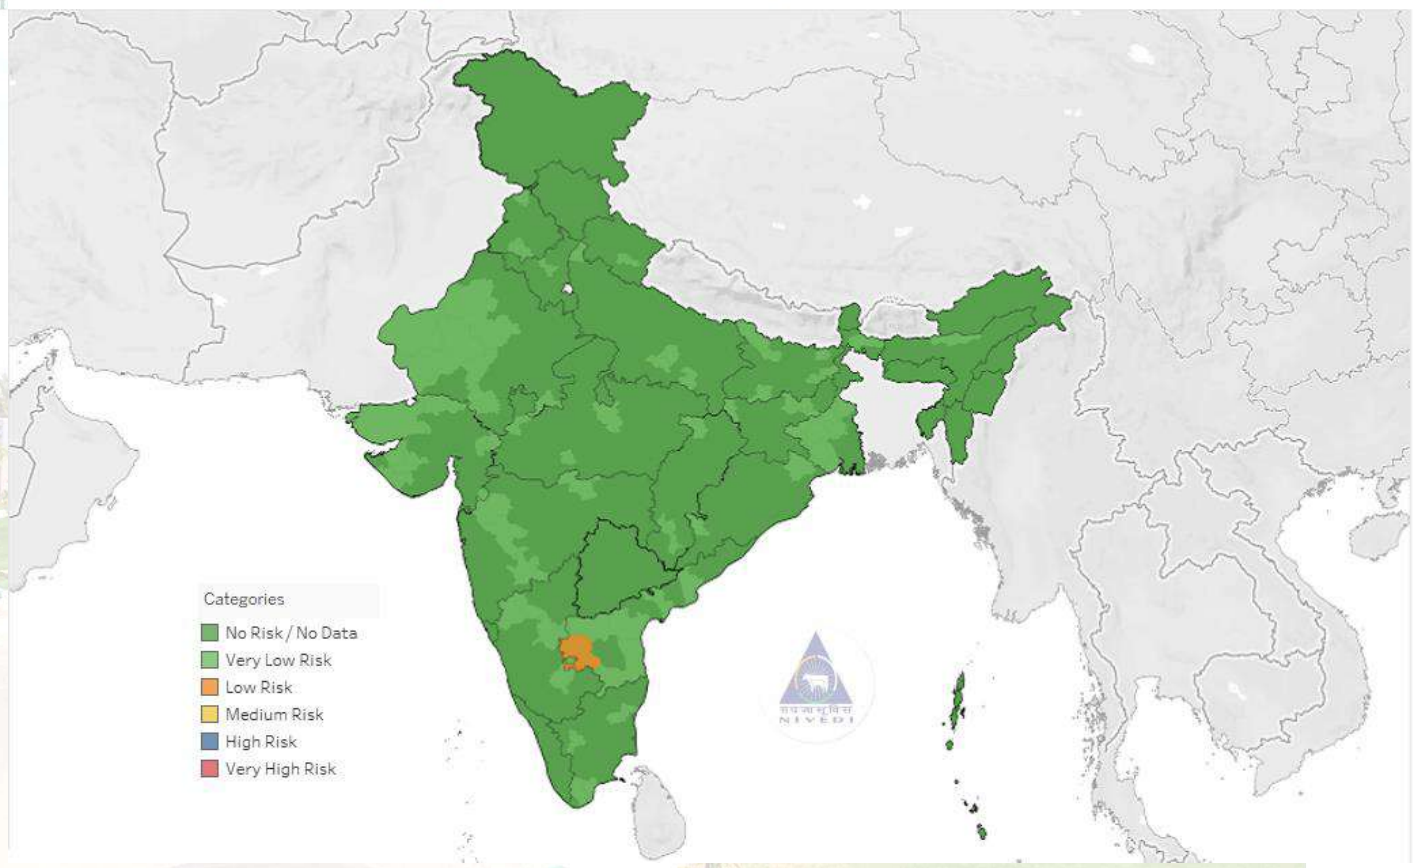 Categories
No Risk / No Data
Very Low Risk
Low Risk
Medium Risk
High Risk
Very High Risk
NIVEDI